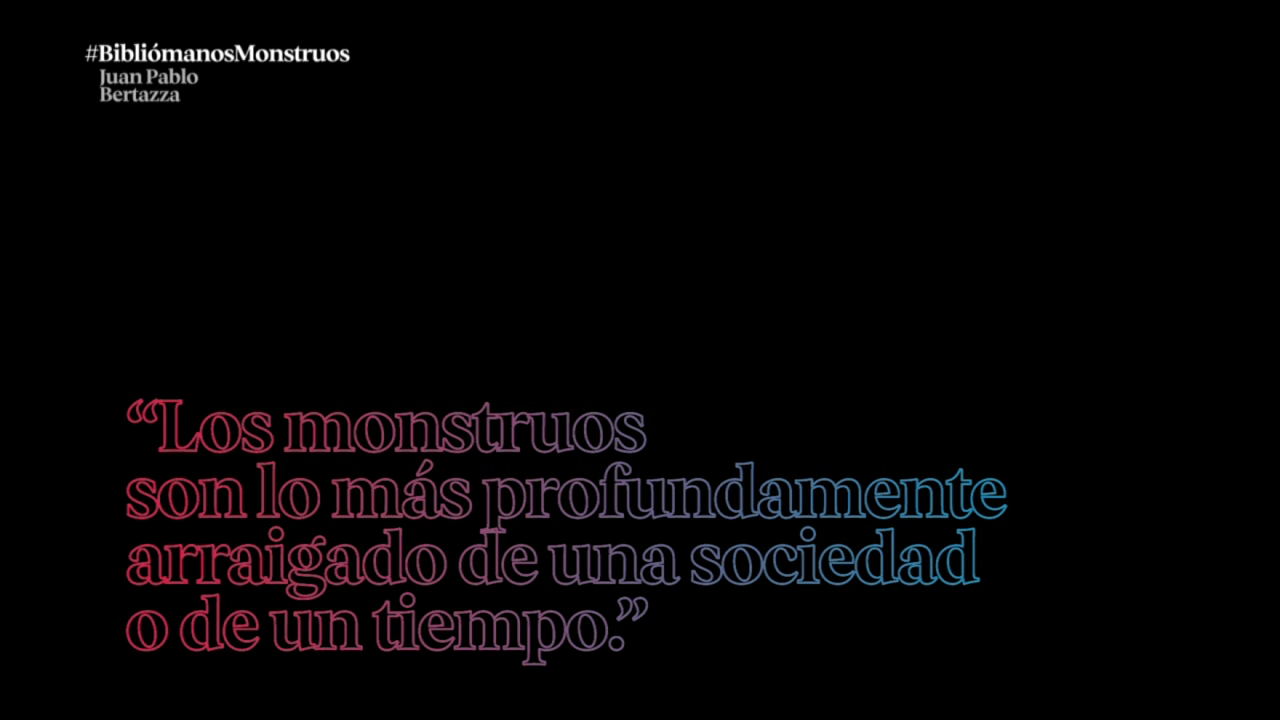 #BibliómanosMonstruos
Juan Pablo
Bertazza
“Los monstruos
son lo más profundamente
arraigado de una sociedad
o de un tiempo.”